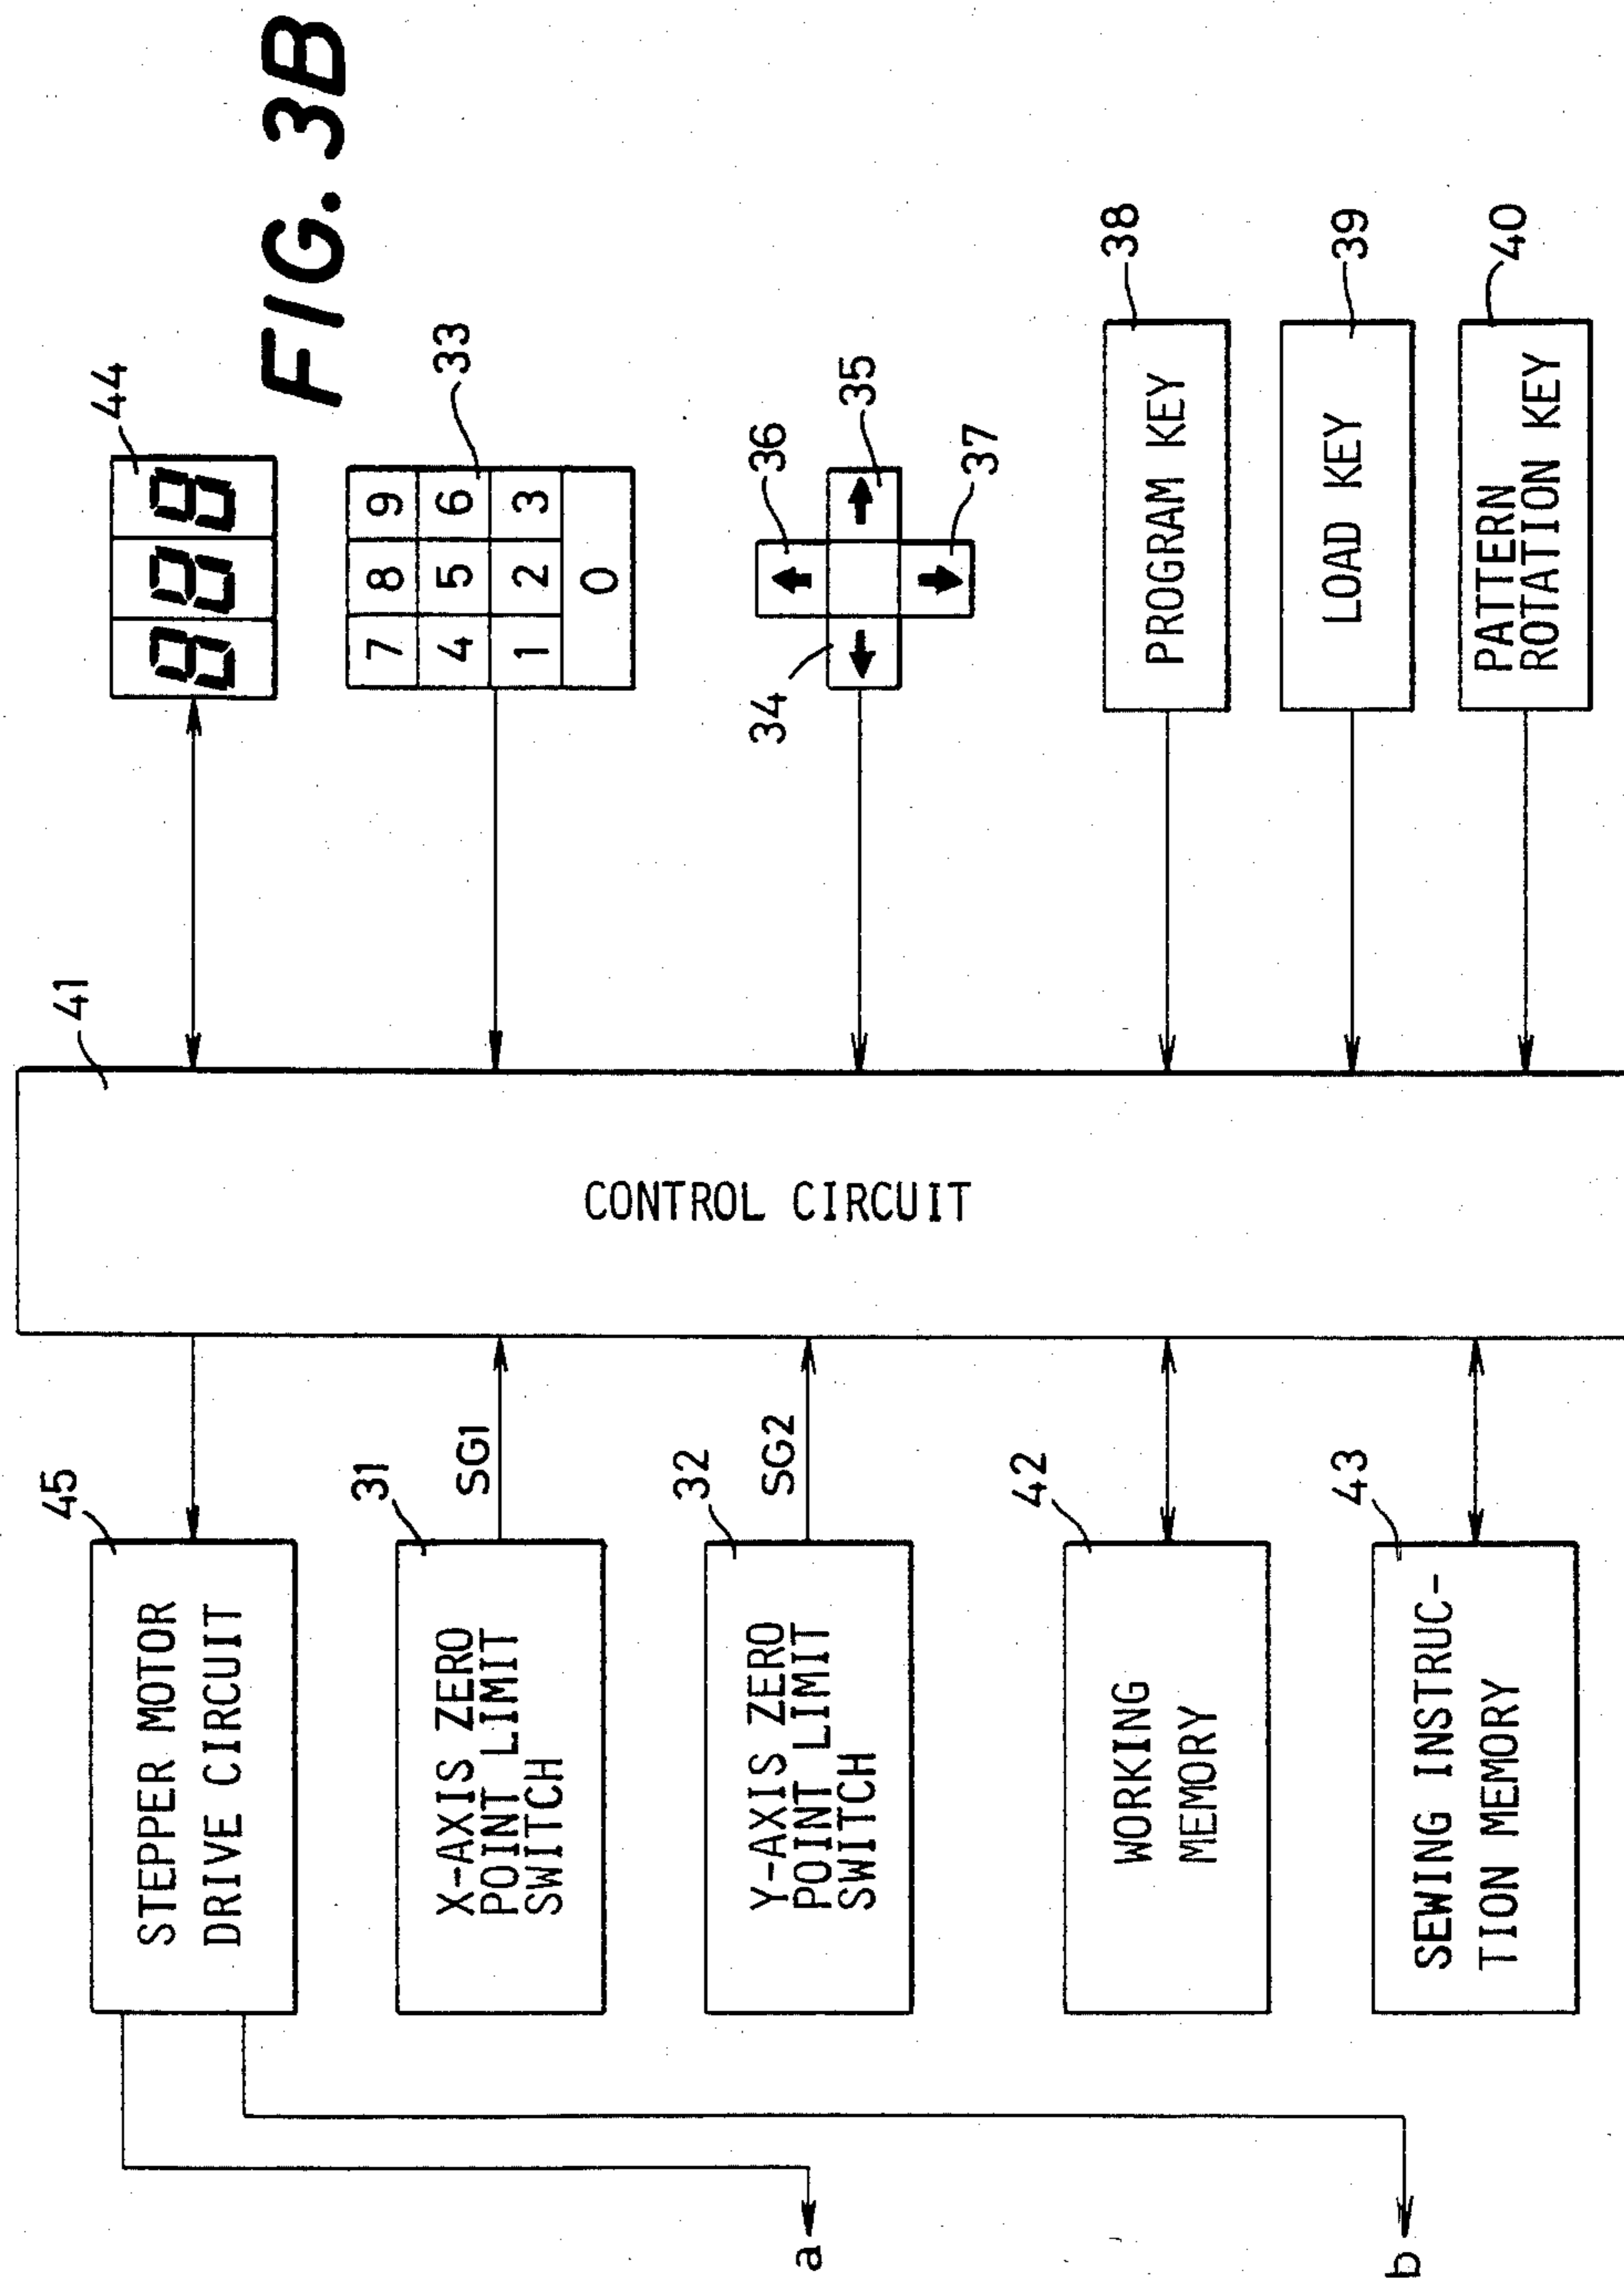 FIG. 3B
45
STEPPER MOTOR
DRIVE CIRCUIT
31
X-AXIS ZERO
POINT LIMIT
SWITCH
SG1
32
Y-AXIS ZERO
POINT LIMIT
SWITCH
SG2
42
WORKING
MEMORY
43
SEWING INSTRUC-
TION MEMORY
a
b
41
CONTROL CIRCUIT
44
888
33
7 8 9
4 5 6
1 2 3
0
36
34
35
37
38
PROGRAM KEY
39
LOAD KEY
40
PATTERN
ROTATION KEY